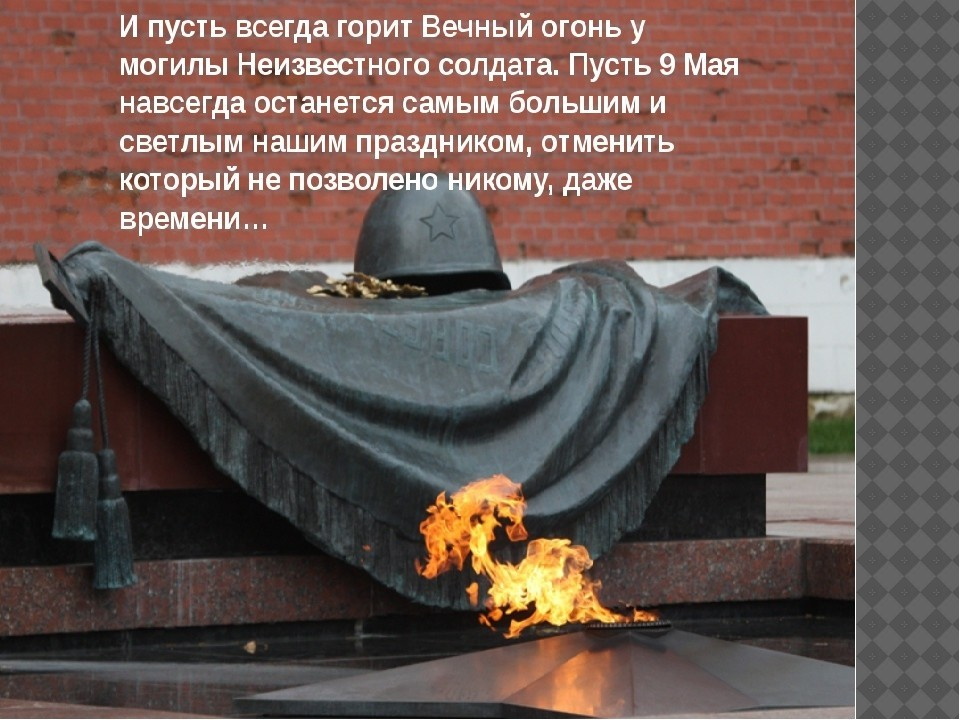 И пусть всегда горит Вечный огонь у
могилы Неизвестного солдата. Пусть 9 Мая
навсегда останется самым большим и
светлым нашим праздником, отменить
который не позволено никому, даже
времени…